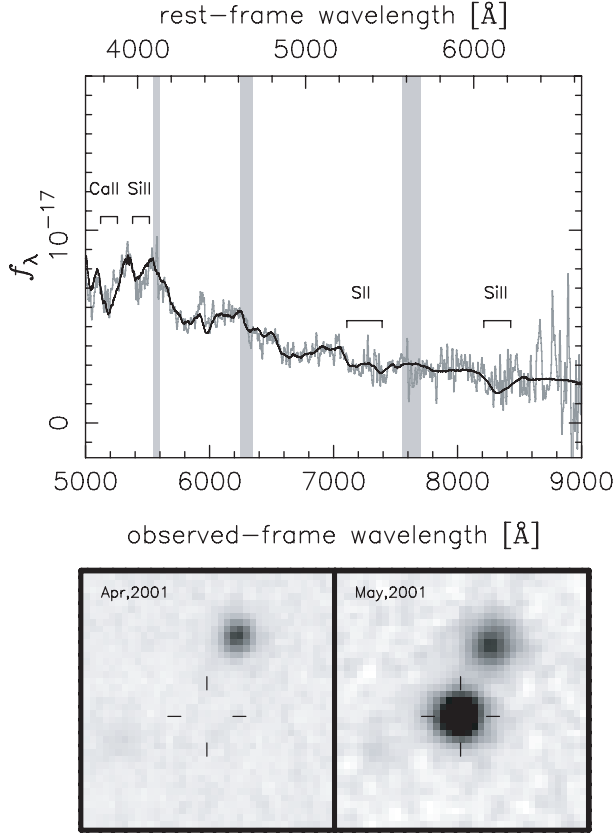 rest-frame wavelength [Å]
4000 5000 6000
CaII SiII
SII
SiII
f_λ
10⁻¹⁷
0
5000 6000 7000 8000 9000
observed-frame wavelength [Å]
Apr,2001
May,2001